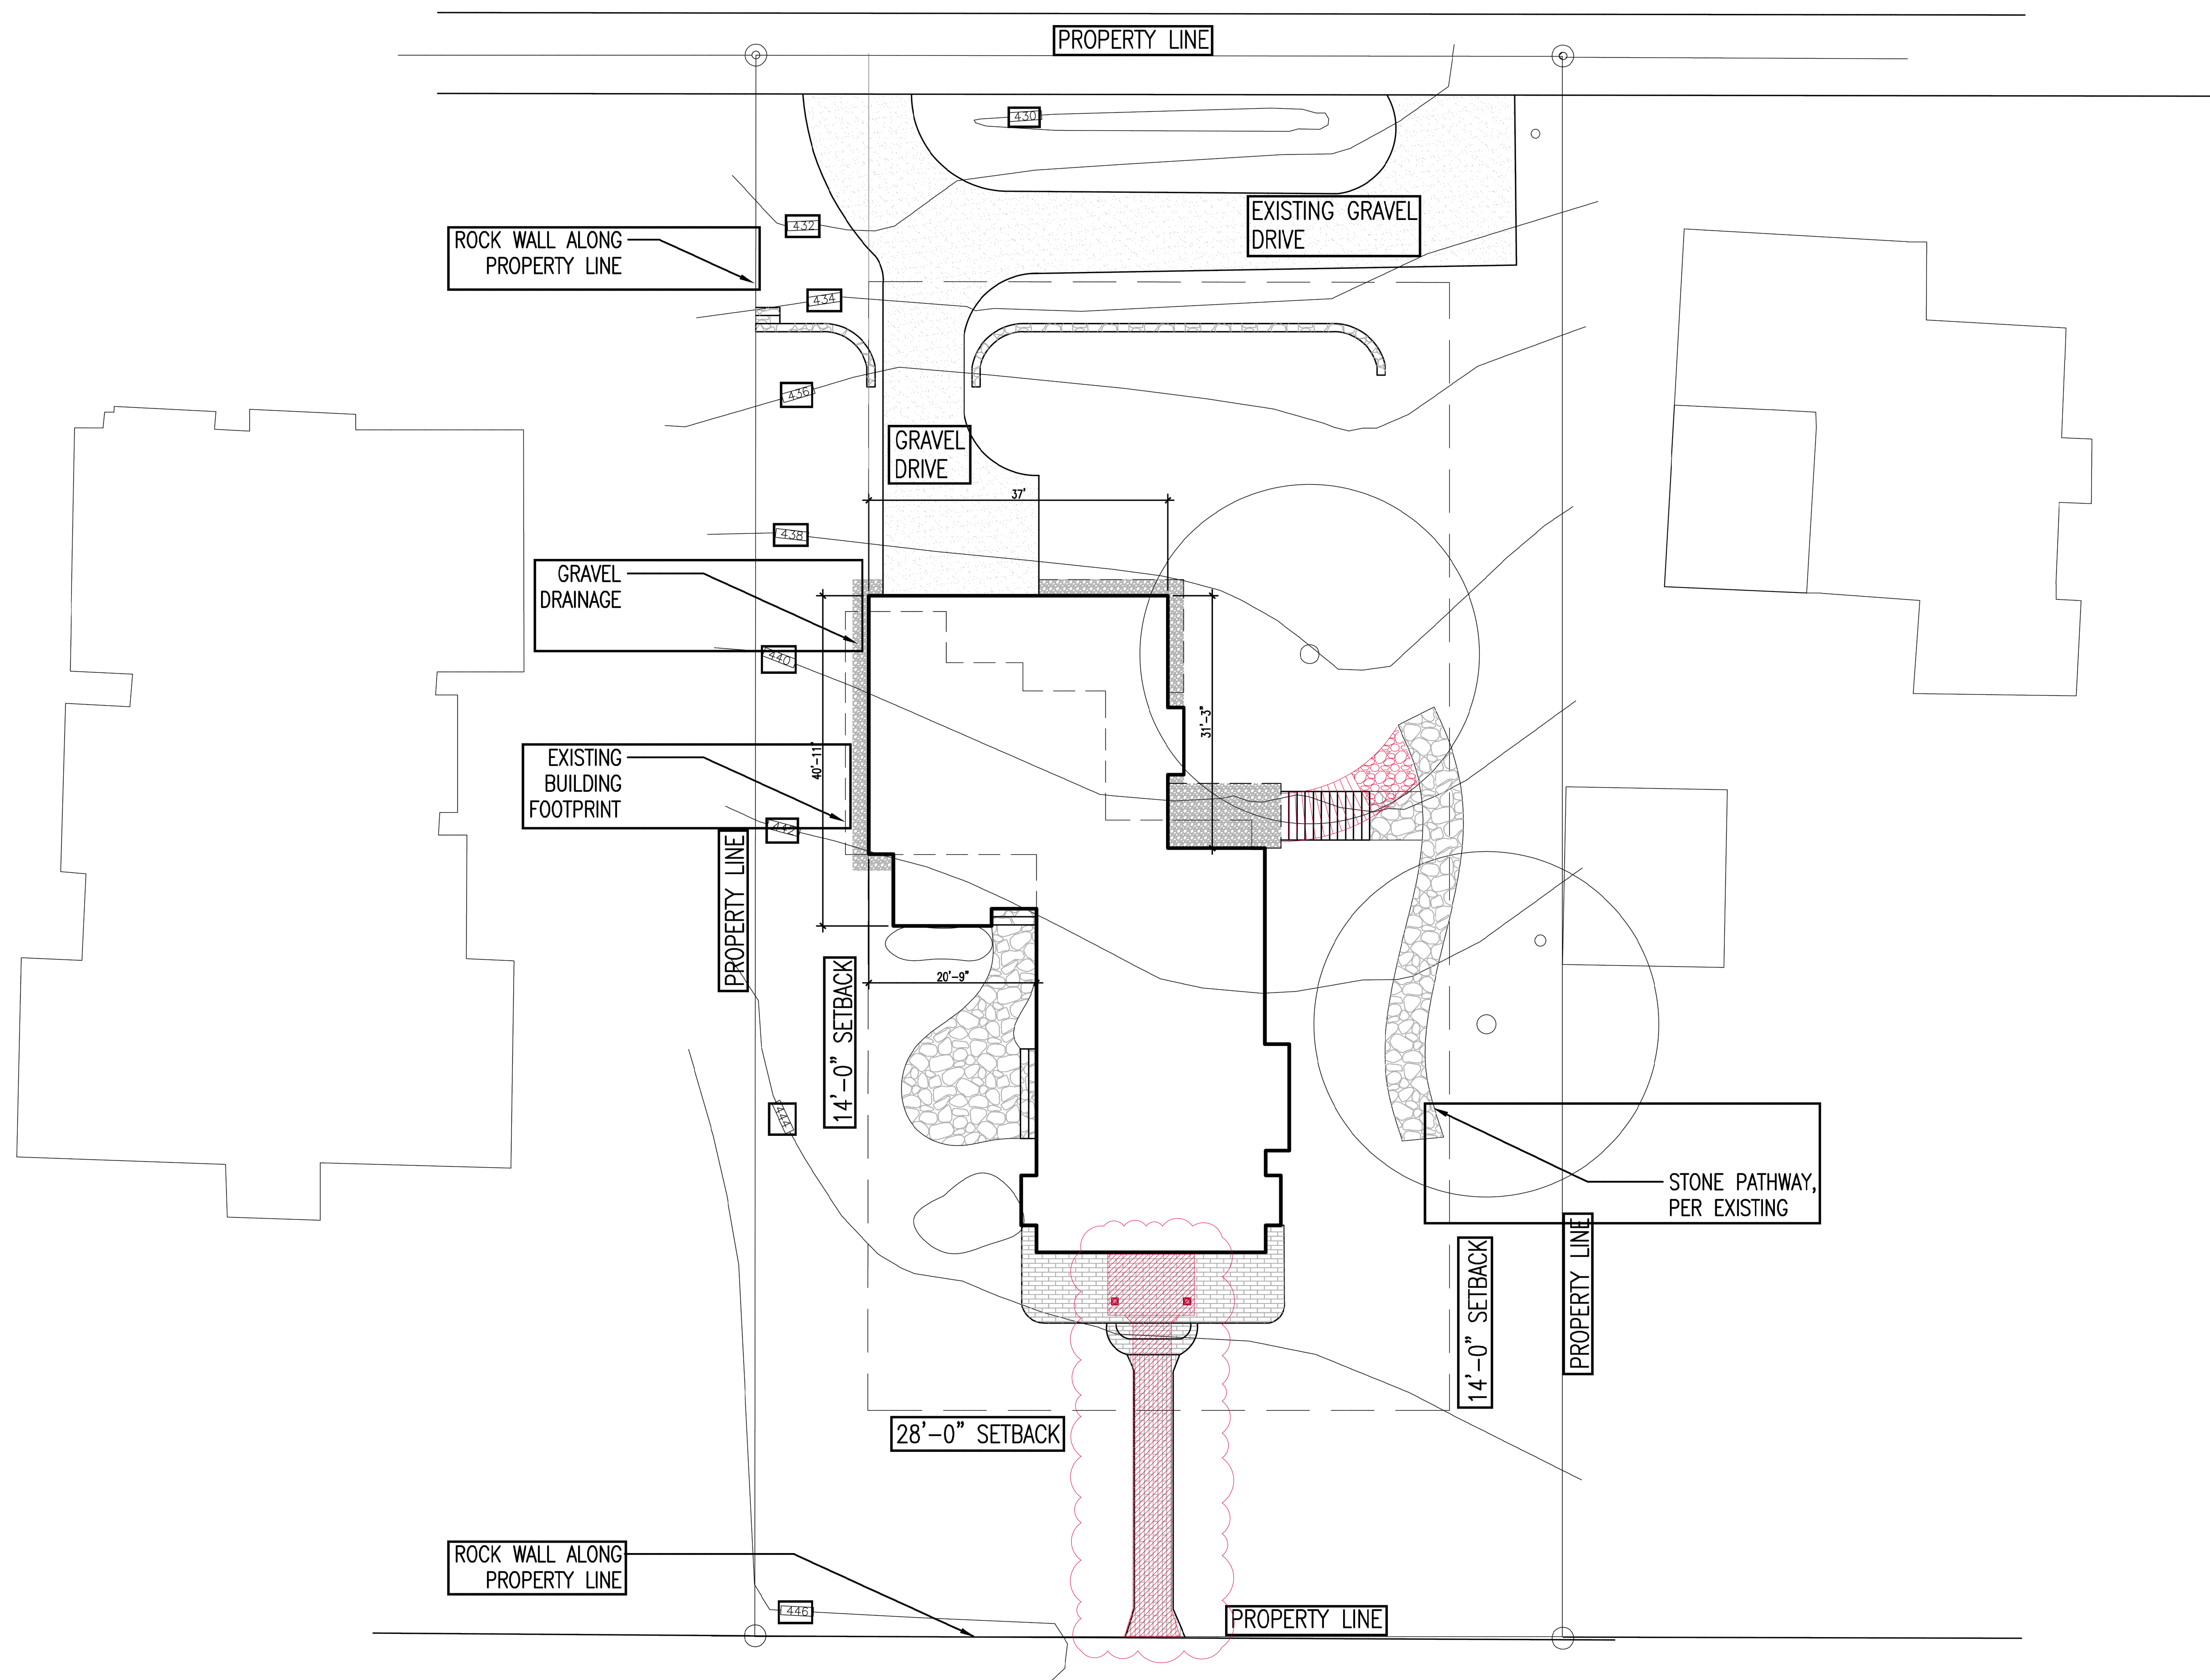 PROPERTY LINE
430
EXISTING GRAVEL
DRIVE
432
ROCK WALL ALONG
PROPERTY LINE
434
436
GRAVEL
DRIVE
37'
438
GRAVEL
DRAINAGE
440
31'-3"
40'-11"
EXISTING
BUILDING
FOOTPRINT
442
PROPERTY LINE
20'-9"
14'-0" SETBACK
444
STONE PATHWAY,
PER EXISTING
PROPERTY LINE
14'-0" SETBACK
28'-0" SETBACK
ROCK WALL ALONG
PROPERTY LINE
446
PROPERTY LINE